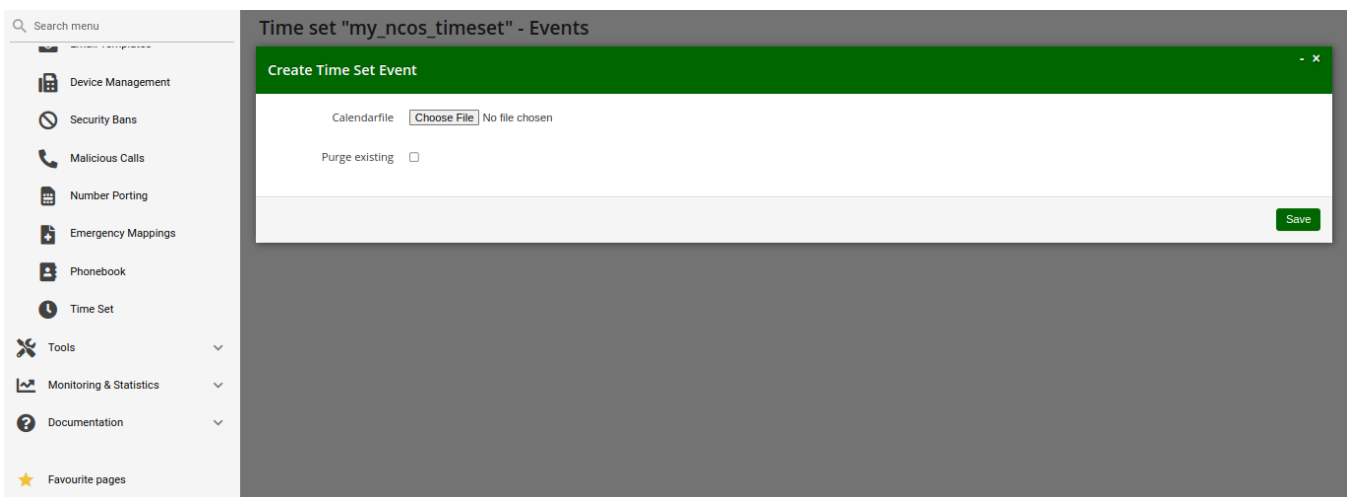 Search menu
Email Templates
Device Management
Security Bans
Malicious Calls
Number Porting
Emergency Mappings
Phonebook
Time Set
Tools
Monitoring & Statistics
Documentation
Favourite pages
Time set "my_ncos_timeset" - Events
Create Time Set Event
Calendarfile Choose File No file chosen
Purge existing
Save